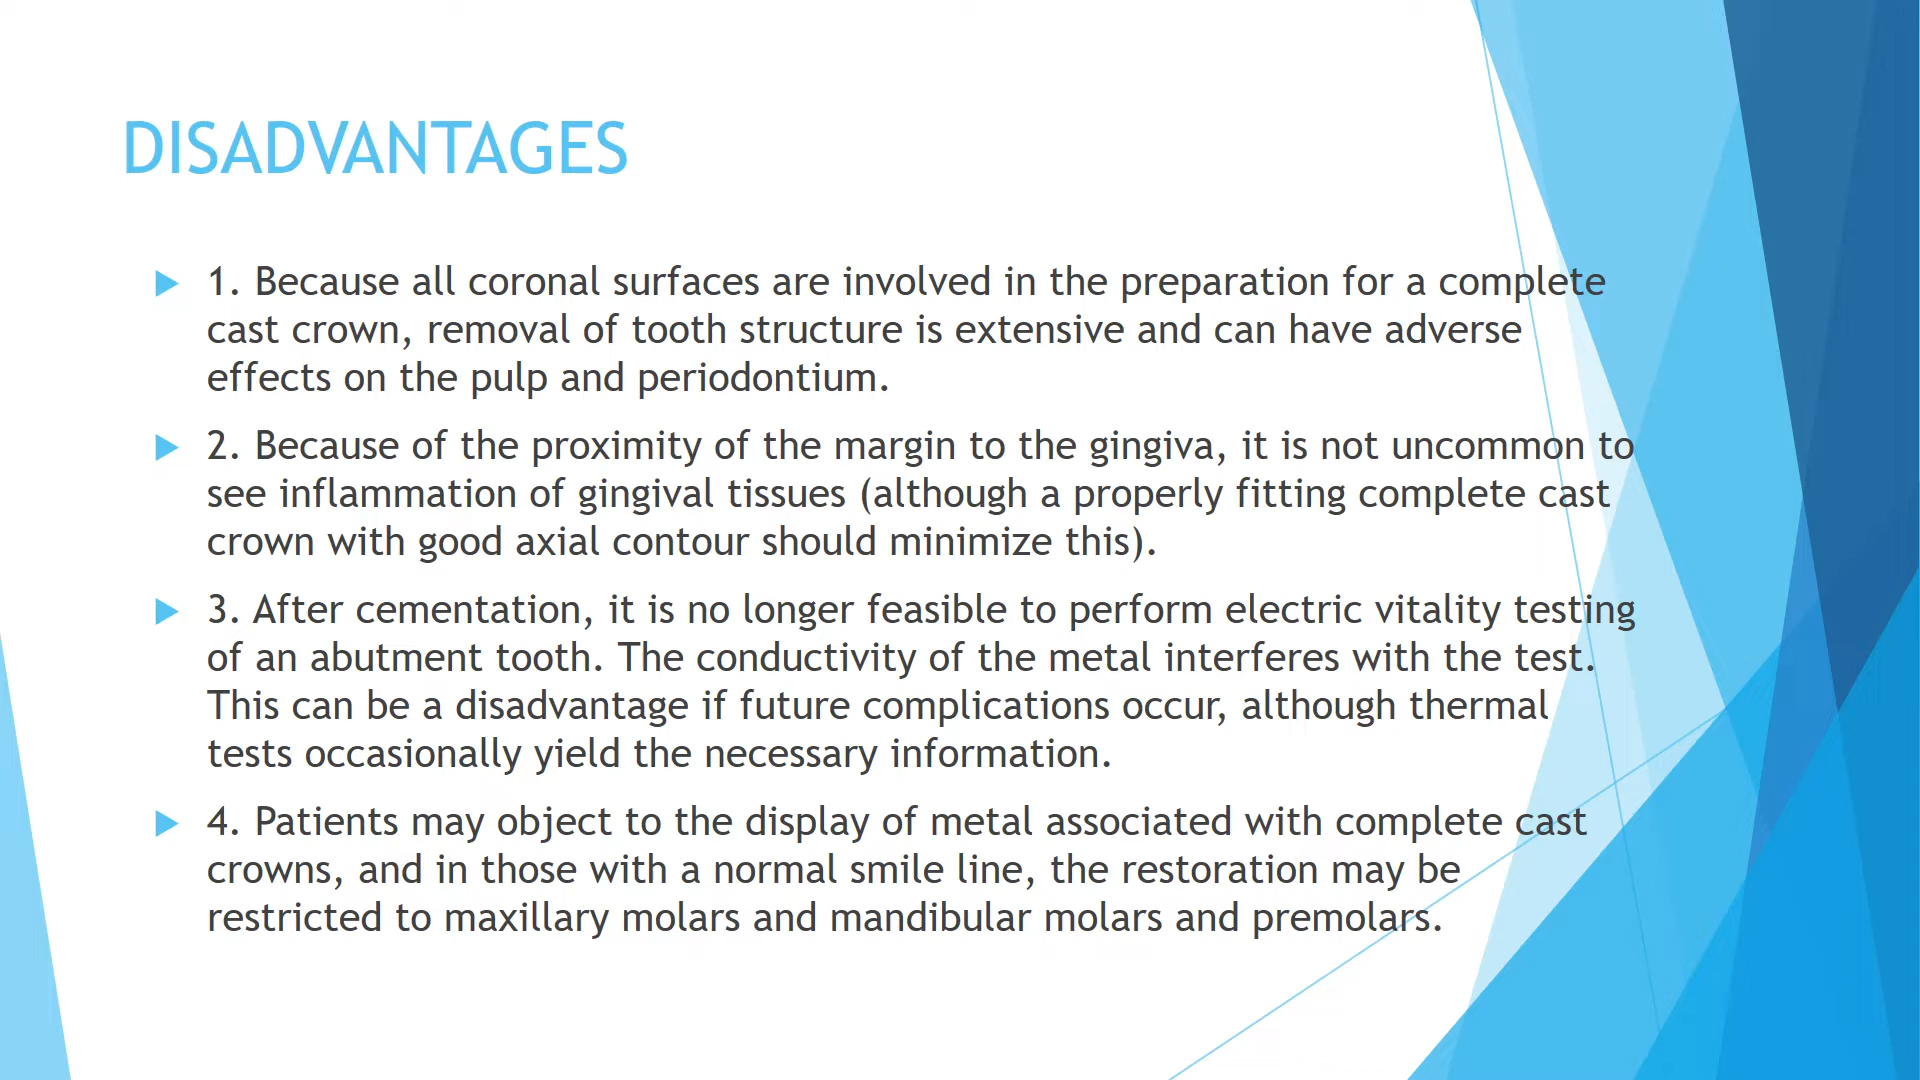 DISADVANTAGES
1. Because all coronal surfaces are involved in the preparation for a complete
cast crown, removal of tooth structure is extensive and can have adverse
effects on the pulp and periodontium.
2. Because of the proximity of the margin to the gingiva, it is not uncommon to
see inflammation of gingival tissues (although a properly fitting complete cast
crown with good axial contour should minimize this).
3. After cementation, it is no longer feasible to perform electric vitality testing
of an abutment tooth. The conductivity of the metal interferes with the test.
This can be a disadvantage if future complications occur, although thermal
tests occasionally yield the necessary information.
4. Patients may object to the display of metal associated with complete cast
crowns, and in those with a normal smile line, the restoration may be
restricted to maxillary molars and mandibular molars and premolars.